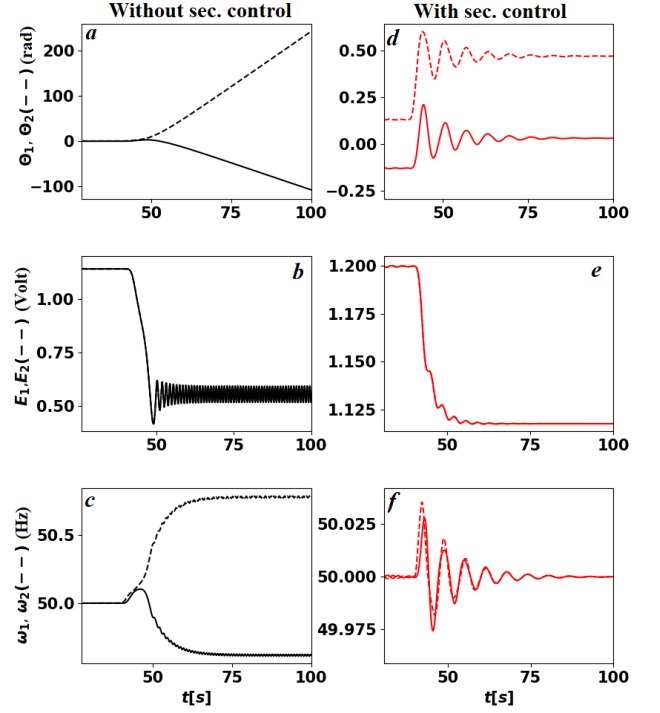 Without sec. control
With sec. control
Θ₁, Θ₂(−−) (rad)
a
200
100
0
−100
50
75
100
d
0.50
0.25
0.00
−0.25
50
75
100
E₁,E₂(−−) (Volt)
b
1.00
0.75
0.50
50
75
100
e
1.200
1.175
1.150
1.125
50
75
100
ω₁, ω₂(−−) (Hz)
c
50.5
50.0
50
75
100
t[s]
f
50.025
50.000
49.975
50
75
100
t[s]